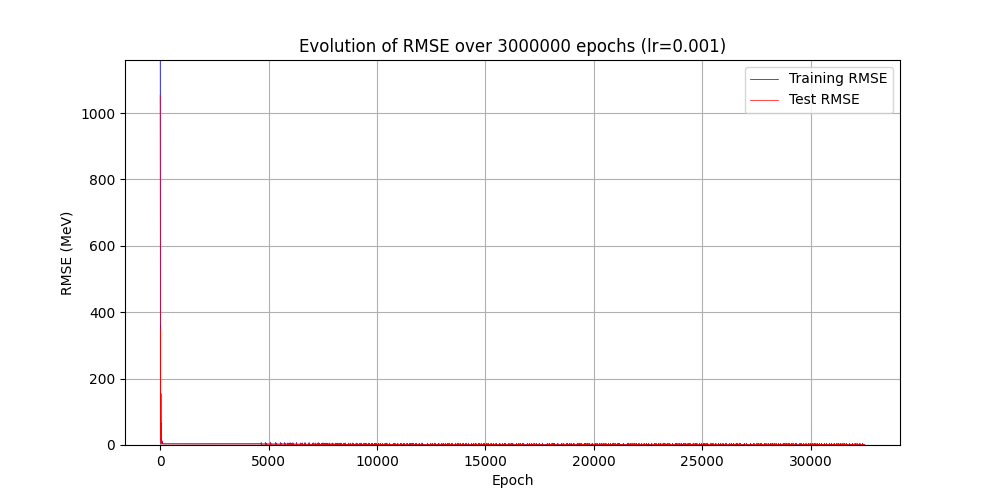 Evolution of RMSE over 3000000 epochs (lr=0.001)
Training RMSE
Test RMSE
RMSE (MeV)
1000
800
600
400
200
0
0 5000 10000 15000 20000 25000 30000
Epoch